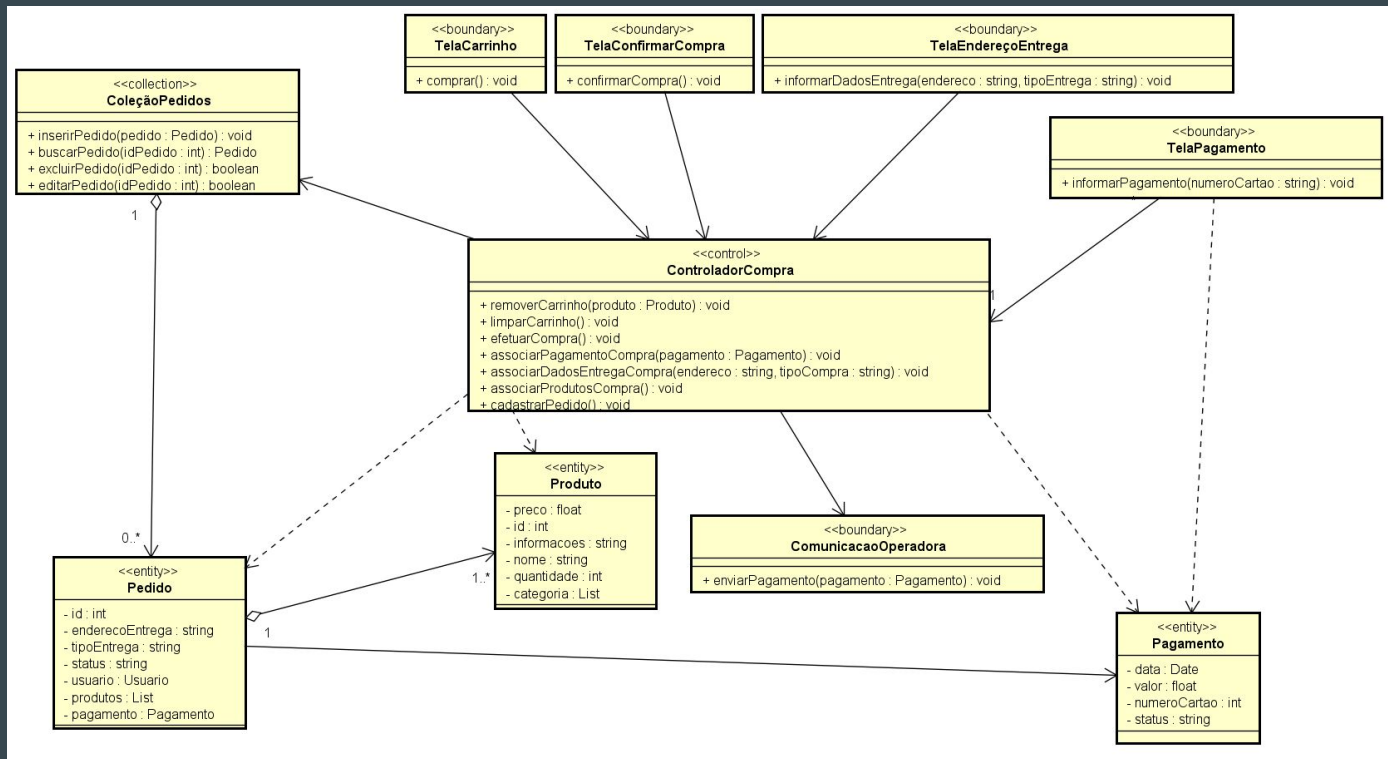 <<boundary>>
TelaCarrinho
+ comprar() : void
<<boundary>>
TelaConfirmarCompra
+ confirmarCompra() : void
<<boundary>>
TelaEndereçoEntrega
+ informarDadosEntrega(endereco : string, tipoEntrega : string) : void
<<collection>>
ColeçãoPedidos
+ inserirPedido(pedido : Pedido) : void
+ buscarPedido(idPedido : int) : Pedido
+ excluirPedido(idPedido : int) : boolean
+ editarPedido(idPedido : int) : boolean
1
<<boundary>>
TelaPagamento
+ informarPagamento(numeroCartao : string) : void
*
1
<<control>>
ControladorCompra
+ removerCarrinho(produto : Produto) : void
+ limparCarrinho() : void
+ efetuarCompra() : void
+ associarPagamentoCompra(pagamento : Pagamento) : void
+ associarDadosEntregaCompra(endereco : string, tipoCompra : string) : void
+ associarProdutosCompra() : void
+ cadastrarPedido() : void
<<entity>>
Produto
- preco : float
- id : int
- informacoes : string
- nome : string
- quantidade : int
- categoria : List
<<boundary>>
ComunicacaoOperadora
+ enviarPagamento(pagamento : Pagamento) : void
0..*
1..*
1
<<entity>>
Pedido
- id : int
- enderecoEntrega : string
- tipoEntrega : string
- status : string
- usuario : Usuario
- produtos : List
- pagamento : Pagamento
<<entity>>
Pagamento
- data : Date
- valor : float
- numeroCartao : int
- status : string